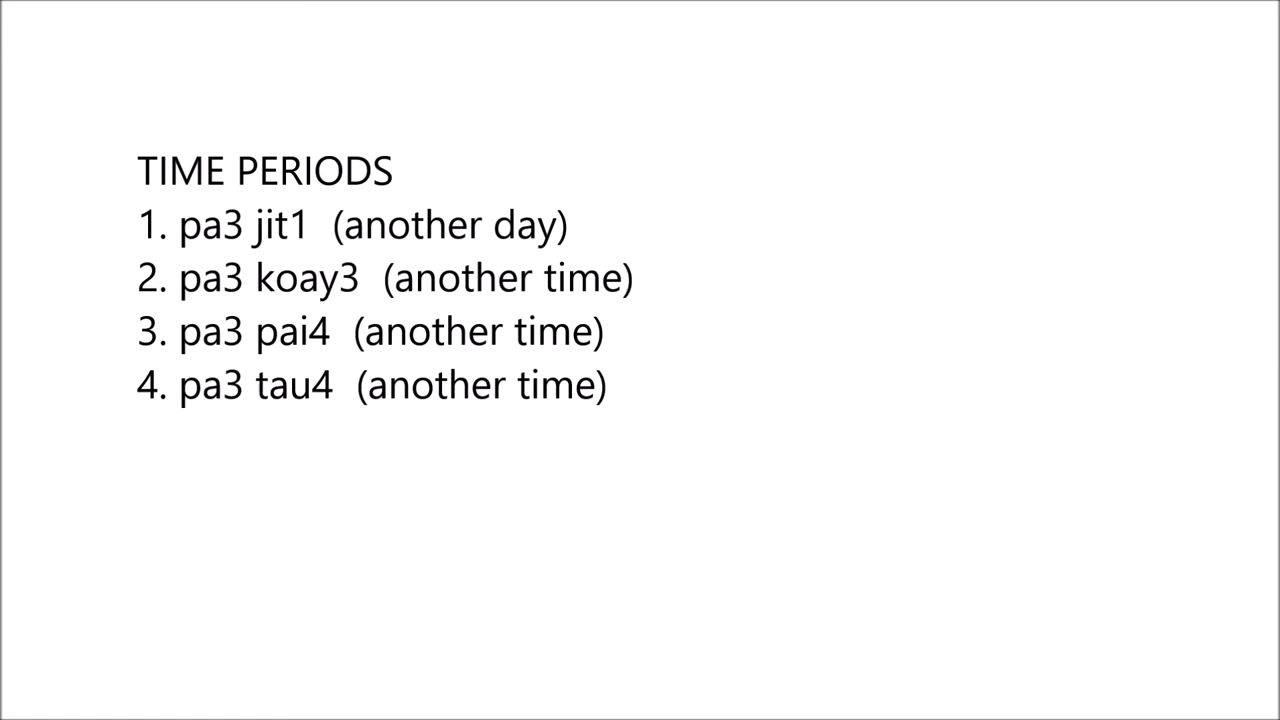 TIME PERIODS
1. pa3 jit1 (another day)
2. pa3 koay3 (another time)
3. pa3 pai4 (another time)
4. pa3 tau4 (another time)